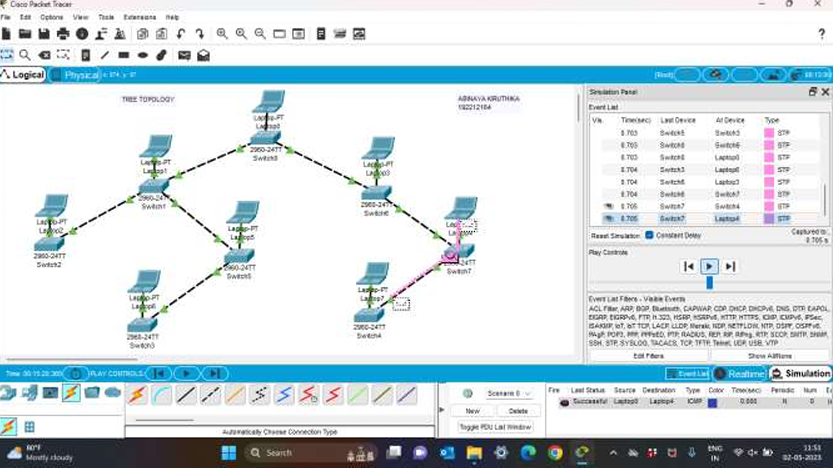 Cisco Packet Tracer
File Edit Options View Tools Extensions Window Help
Logical
Physical
[Root]
TREE TOPOLOGY
ABINAYA KIRUTHIKA
192212104
Laptop-PT
Laptop0
2960-24TT
Switch0
Laptop-PT
Laptop1
2960-24TT
Switch1
Laptop-PT
Laptop3
2960-24TT
Switch6
Laptop-PT
Laptop2
2960-24TT
Switch2
Laptop-PT
Laptop5
2960-24TT
Switch5
Laptop-PT
2960-24TT
Switch7
Laptop-PT
Laptop6
2960-24TT
Switch3
Laptop-PT
Laptop7
2960-24TT
Switch4
Simulation Panel
Event List
Vis. Time(sec) Last Device At Device Type
0.703 Switch5 Switch3 STP
0.703 Switch0 Switch6 STP
0.703 Switch6 Laptop0 STP
0.704 Switch3 Laptop6 STP
0.704 Switch6 Laptop3 STP
0.704 Switch6 Switch7 STP
0.705 Switch7 Switch4 STP
0.705 Switch7 Laptop4 STP
Reset Simulation Constant Delay
Captured to:
0.705 s
Play Controls
Event List Filters - Visible Events
ACL Filter, ARP, BGP, Bluetooth, CAPWAP, CDP, DHCP, DHCPv6, DNS, DTP, EAPOL,
EIGRP, EIGRPv6, FTP, H.323, HSRP, HSRPv6, HTTP, HTTPS, ICMP, ICMPv6, IPSec,
ISAKMP, IoT, IoT TCP, LACP, LLDP, Meraki, NDP, NETFLOW, NTP, OSPF, OSPFv6,
PAgP, POP3, PPP, PPPoED, PTP, RADIUS, REP, RIP, RIPng, RTP, SCCP, SMTP, SNMP,
SSH, STP, SYSLOG, TACACS, TCP, TFTP, Telnet, UDP, USB, VTP
Edit Filters
Show All/None
PLAY CONTROLS:
Event List
Realtime
Simulation
Scenario 0
New
Delete
Toggle PDU List Window
Automatically Choose Connection Type
Fire Last Status Source Destination Type Color Time(sec) Periodic Num
Successful Laptop0 Laptop4 ICMP 0.000 N 0
80°F
Mostly cloudy
Search
ENG
IN
11:51
02-05-2023